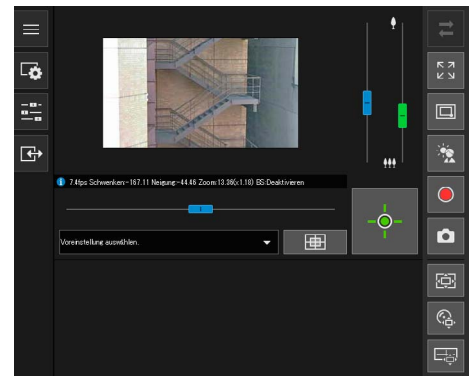 7.4fps Schwenken:-167.11 Neigung:-44.46 Zoom:13.36(x1.18) BS:Deaktivieren
Voreinstellung auswählen.